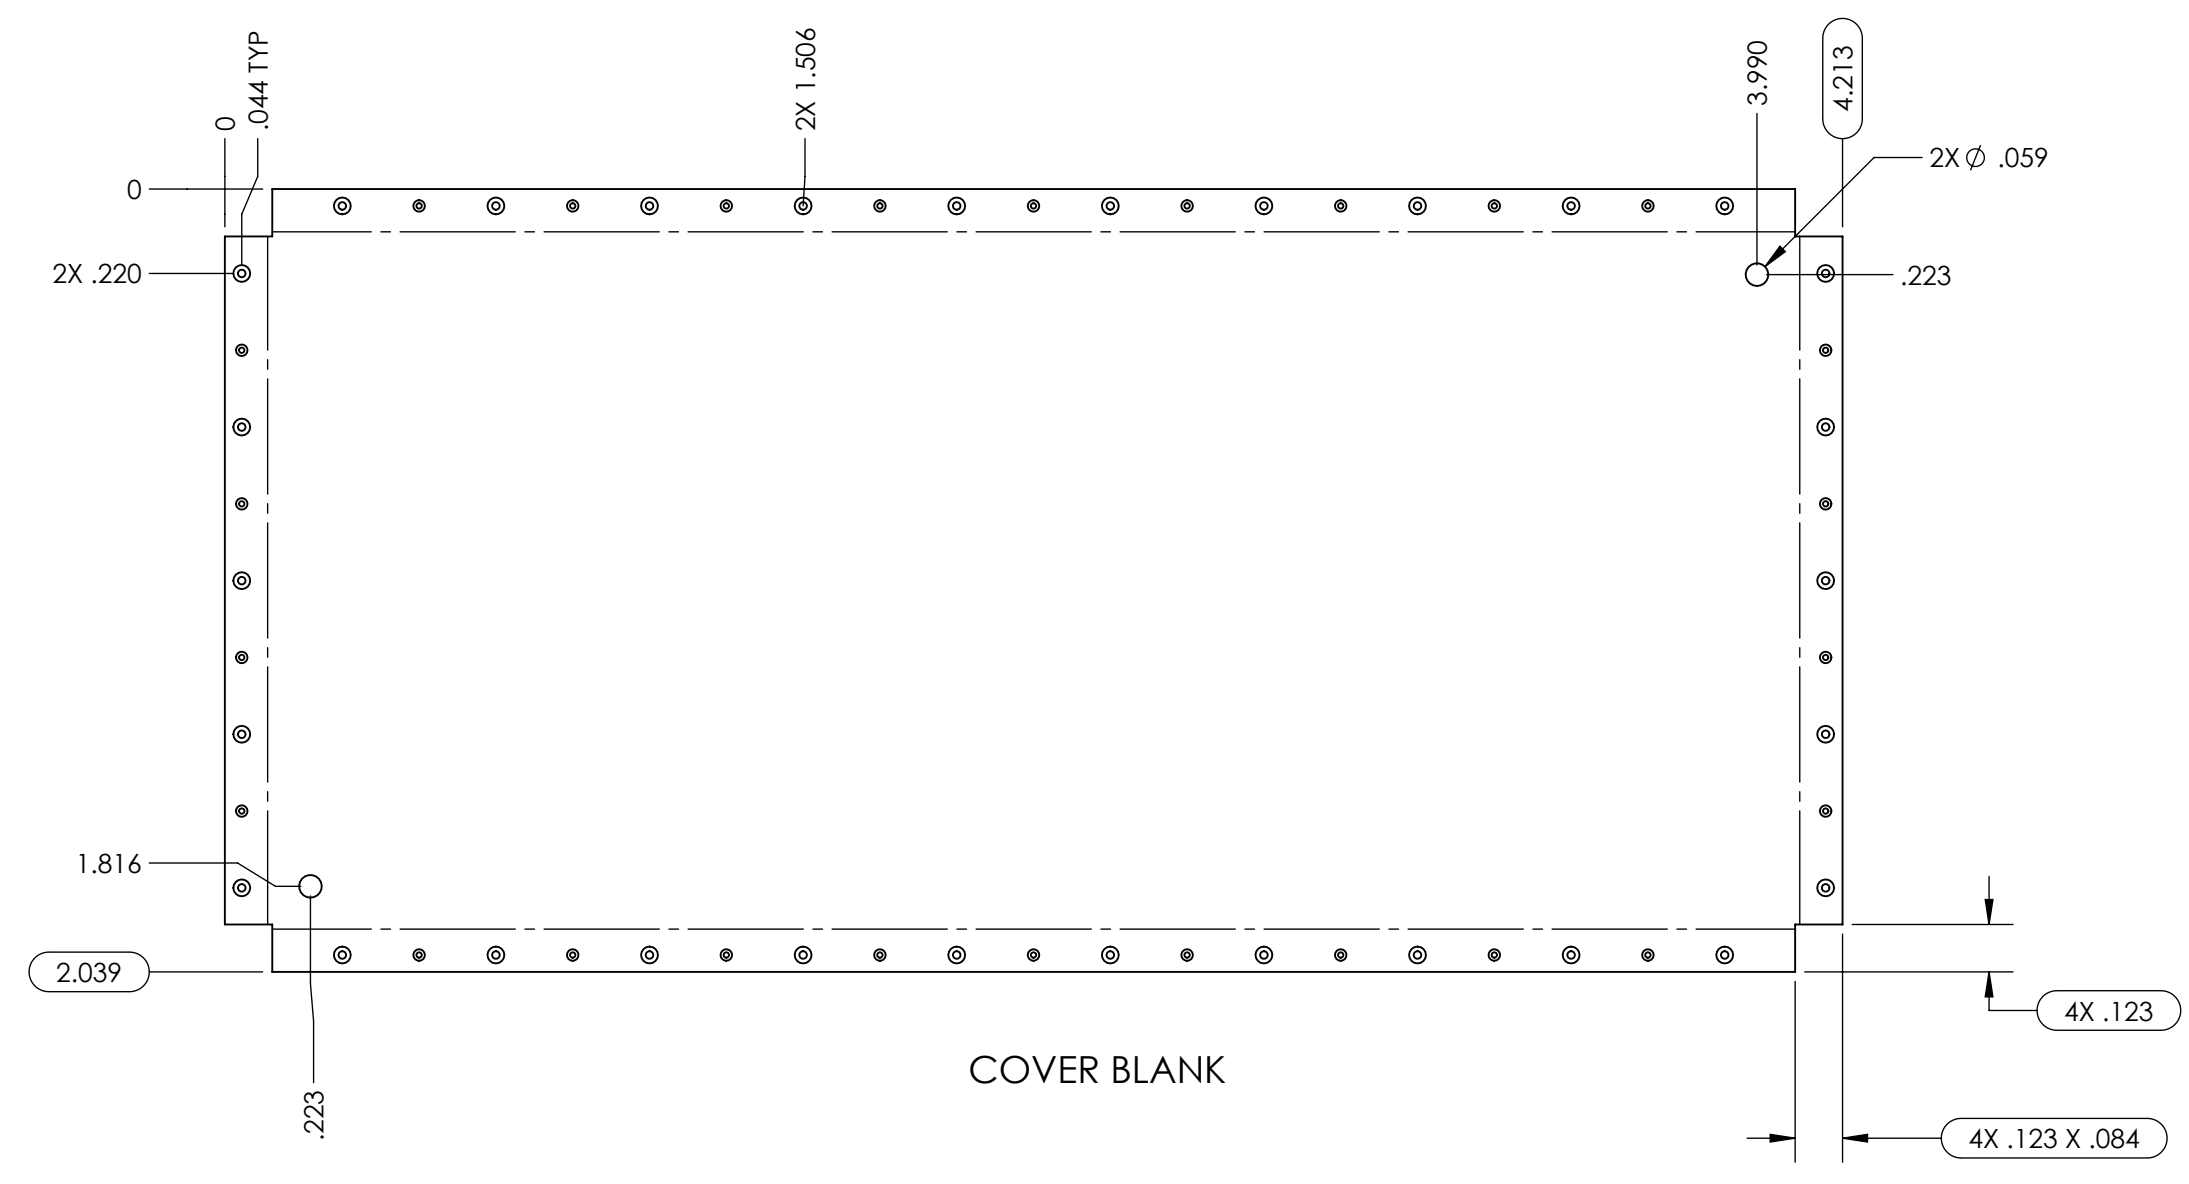 0
.044 TYP
2X 1.506
3.990
4.213
2X ⌀ .059
0
2X .220
.223
1.816
2.039
.223
COVER BLANK
4X .123
4X .123 X .084